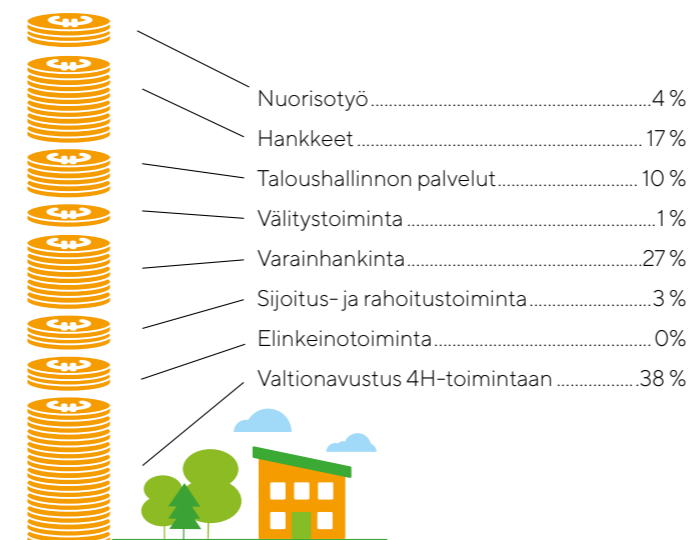 Nuorisotyö 4 %
Hankkeet 17 %
Taloushallinnon palvelut 10 %
Välitystoiminta 1 %
Varainhankinta 27 %
Sijoitus- ja rahoitustoiminta 3 %
Elinkeinotoiminta 0%
Valtionavustus 4H-toimintaan 38 %